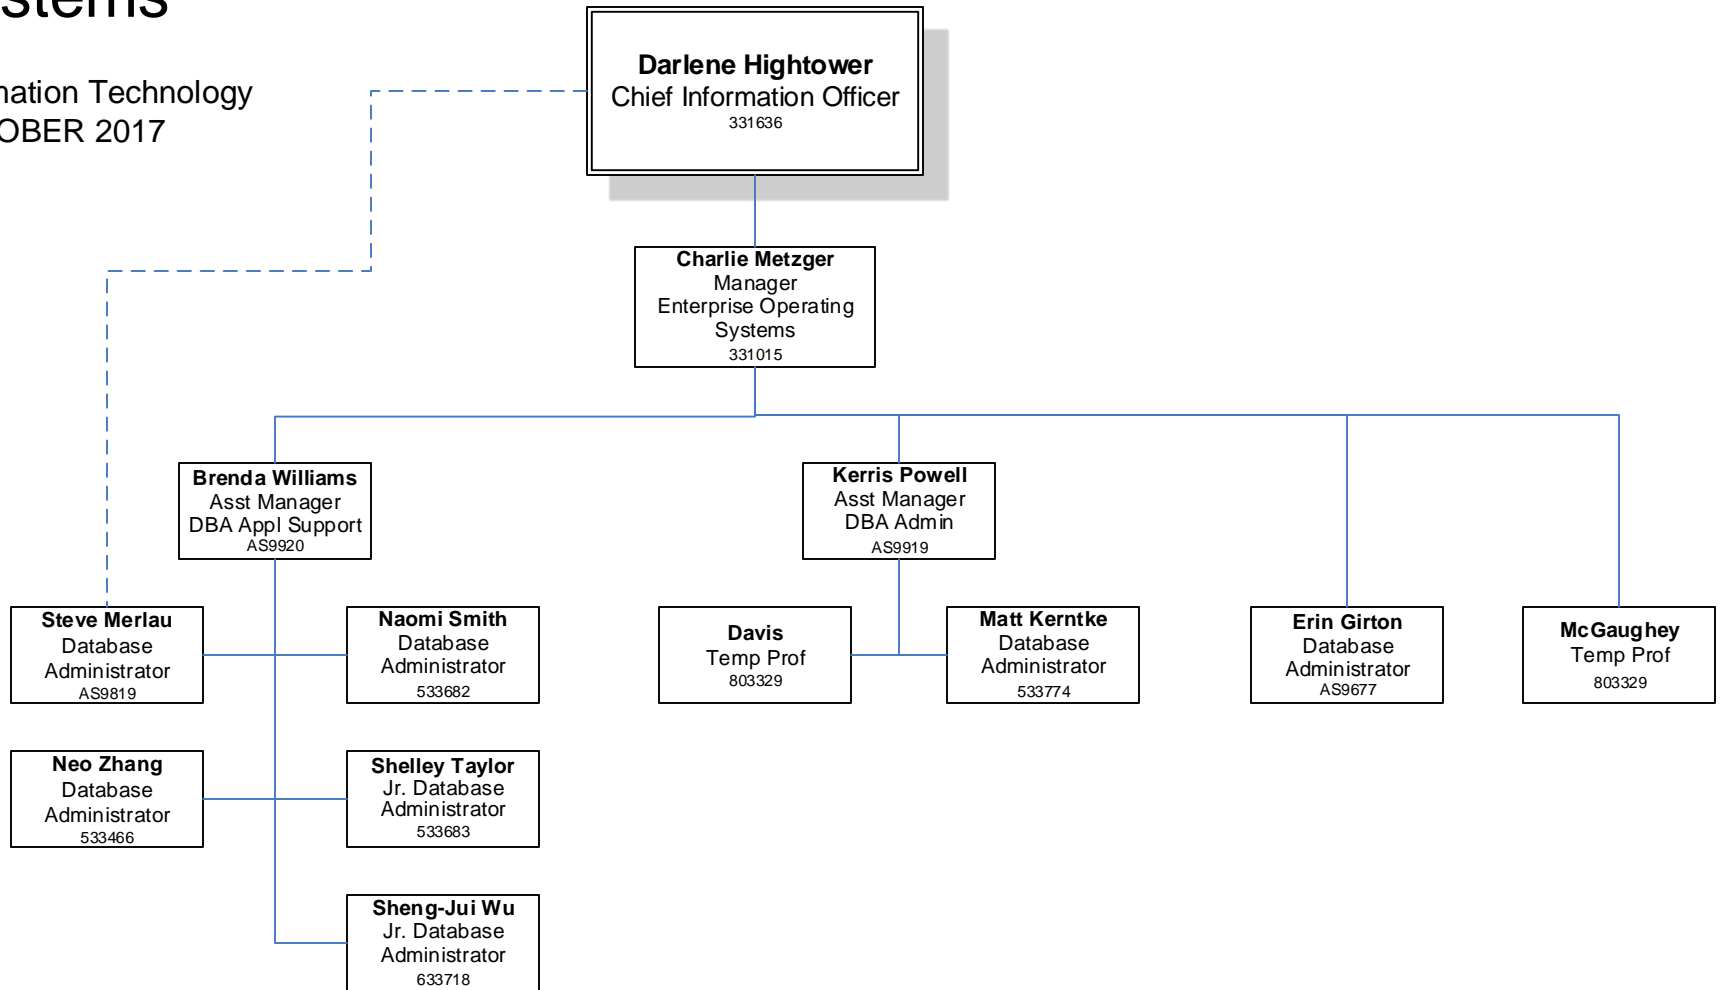 Darlene Hightower
Chief Information Officer
331636
OCTOBER 2017
Technology
Charlie Metzger
Manager
Enterprise Operating
Systems
331015
Brenda Williams
Asst Manager
DBA Appl Support
AS9920
Kerris Powell
Asst Manager
DBA Admin
AS9919
Steve Merlau
Database
Administrator
AS9819
Naomi Smith
Database
Administrator
533682
Davis
Temp Prof
803329
Matt Kerntke
Database
Administrator
533774
Erin Girton
Database
Administrator
AS9677
McGaughey
Temp Prof
803329
Neo Zhang
Database
Administrator
533466
Shelley Taylor
Jr. Database
Administrator
533683
Sheng-Jui Wu
Jr. Database
Administrator
633718